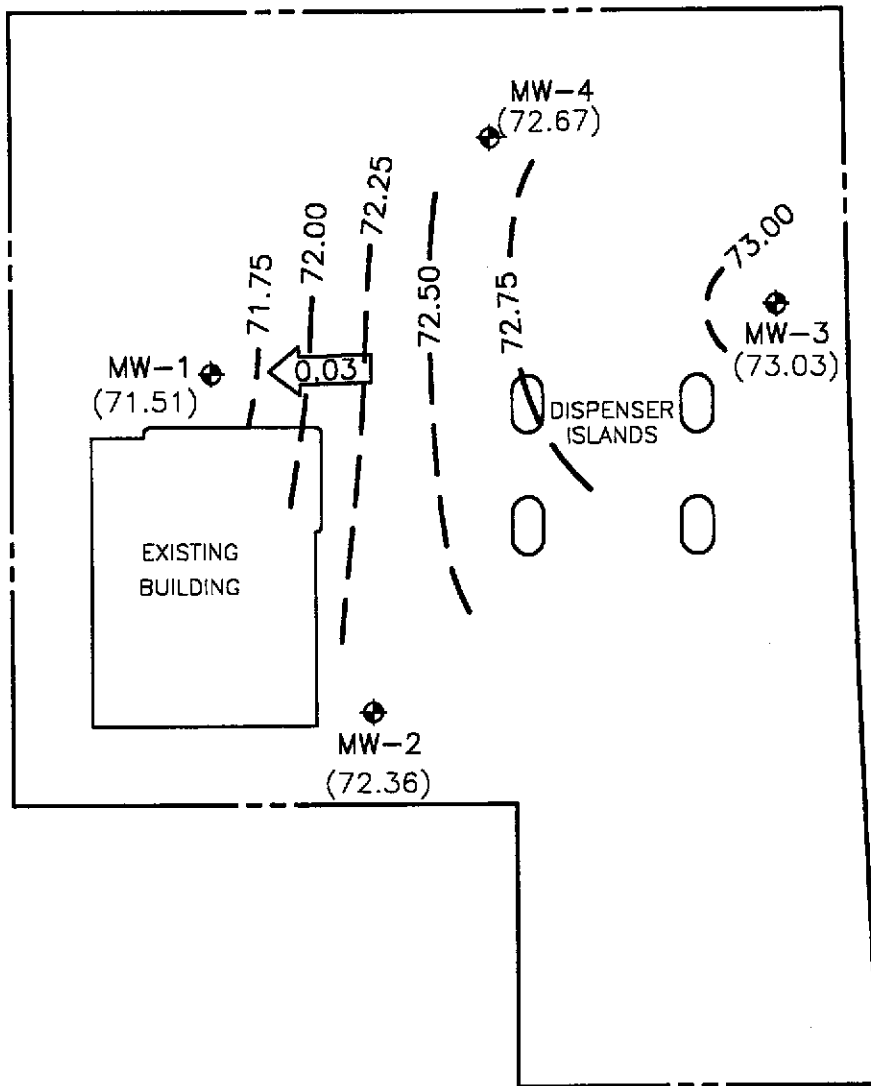 MW-4
(72.67)
72.25
72.00
71.75
72.50
72.75
73.00
MW-3
(73.03)
MW-1
(71.51)
0.03
DISPENSER
ISLANDS
EXISTING
BUILDING
MW-2
(72.36)